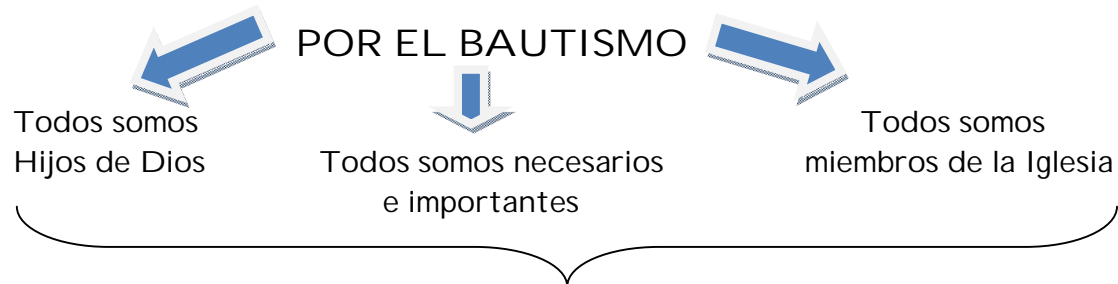 POR EL BAUTISMO
Todos somos
Hijos de Dios
Todos somos necesarios
e importantes
Todos somos
miembros de la Iglesia